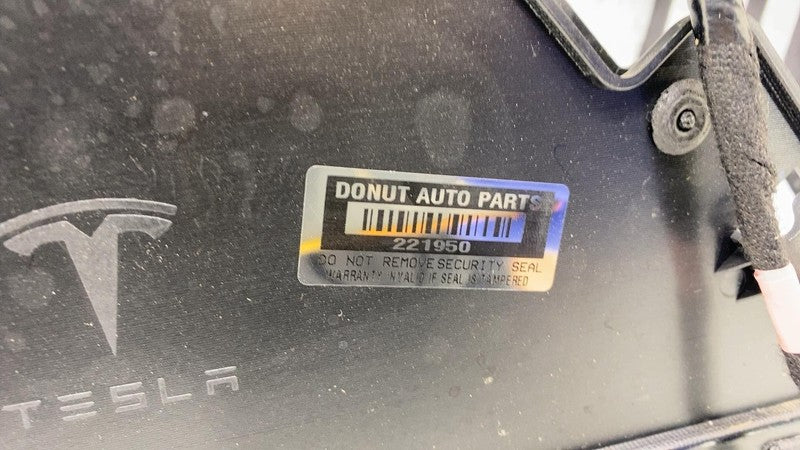 DONUT AUTO PARTS
221950
DO NOT REMOVE SECURITY SEAL
WARRANTY INVALID IF SEAL IS TAMPERED
TESLA